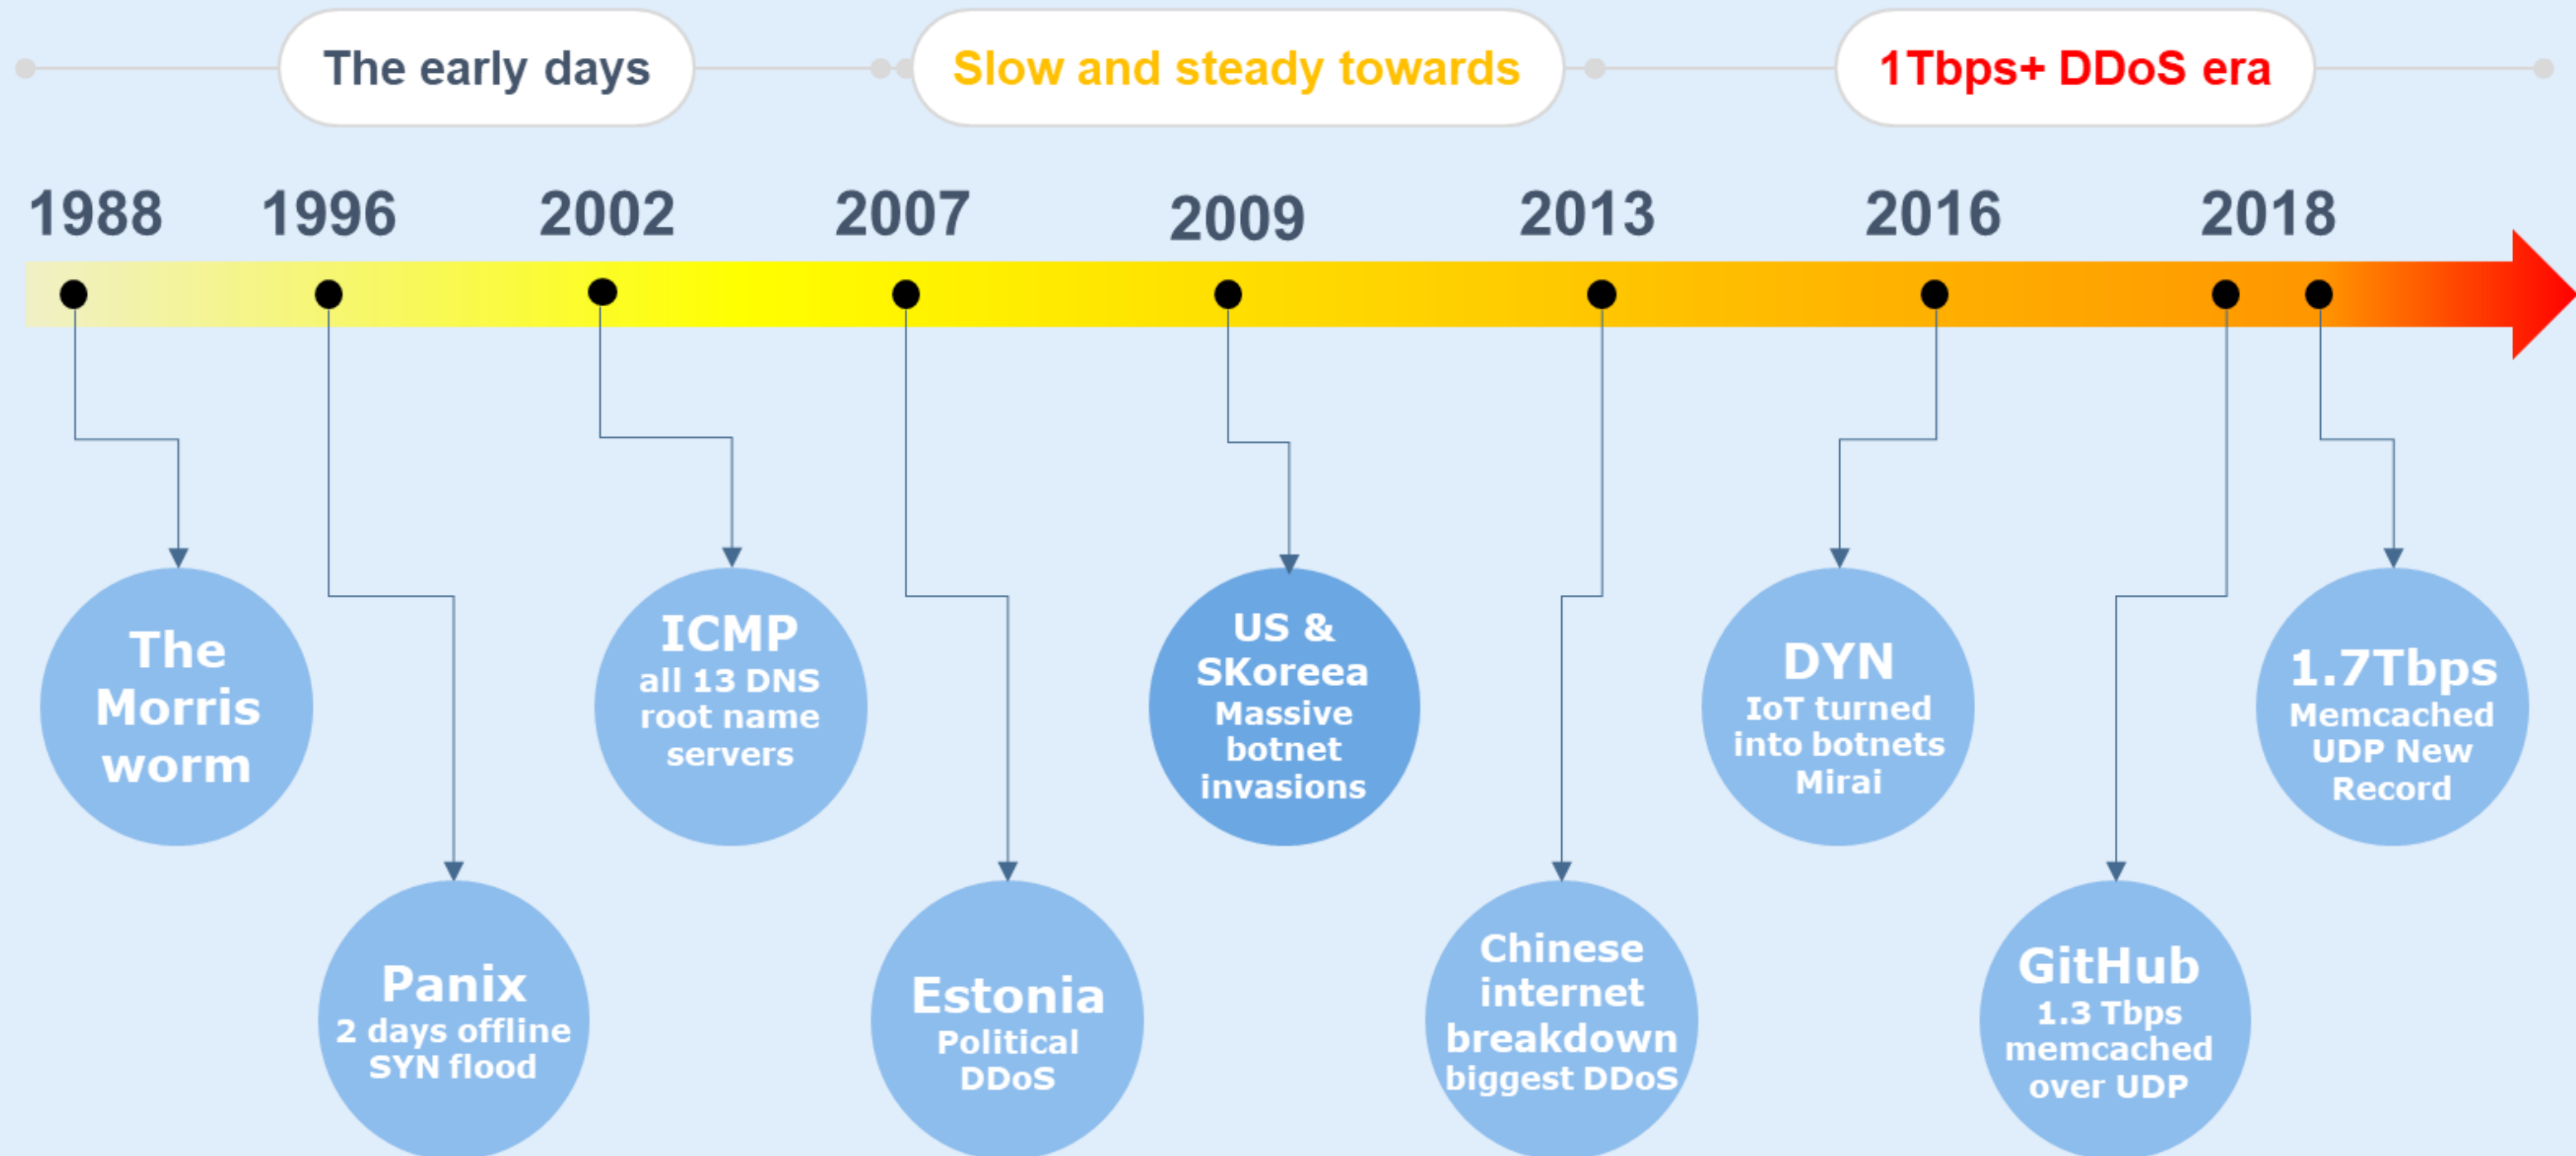 The early days
Slow and steady towards
1Tbps+ DDoS era
1988
1996
2002
2007
2009
2013
2016
2018
The
Morris
worm
Panix
2 days offline
SYN flood
ICMP
all 13 DNS
root name
servers
Estonia
Political
DDoS
US &
SKoreea
Massive
botnet
invasions
Chinese
internet
breakdown
biggest DDoS
DYN
IoT turned
into botnets
Mirai
GitHub
1.3 Tbps
memcached
over UDP
1.7Tbps
Memcached
UDP New
Record